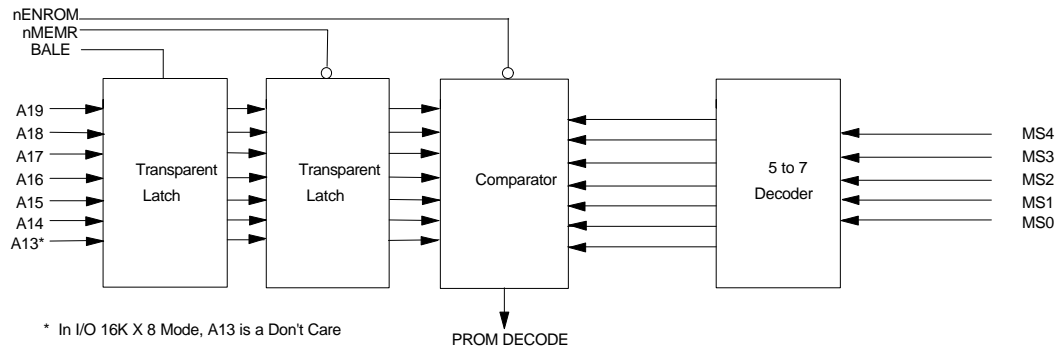 nENROM
nMEMR
BALE
A19
A18
A17
A16
A15
A14
A13*
Transparent
Latch
Transparent
Latch
Comparator
5 to 7
Decoder
MS4
MS3
MS2
MS1
MS0
* In I/O 16K X 8 Mode, A13 is a Don't Care
PROM DECODE